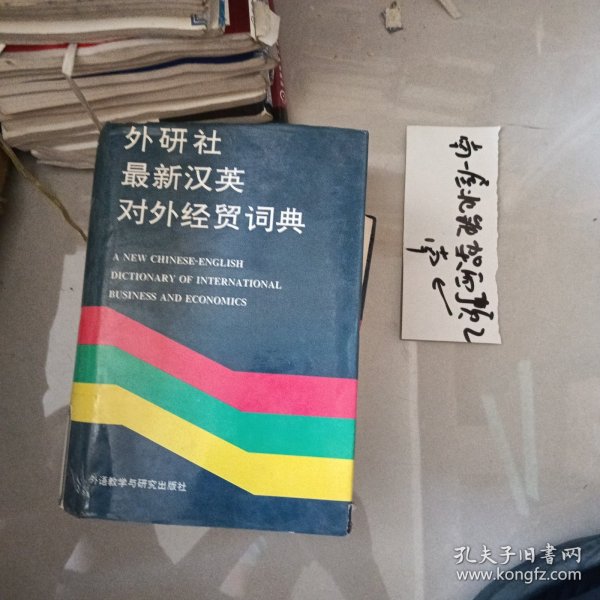 外研社
最新汉英
对外经贸词典
A NEW CHINESE-ENGLISH
DICTIONARY OF INTERNATIONAL
BUSINESS AND ECONOMICS
外语教学与研究出版社
孔夫子旧书网
www.kongfz.com